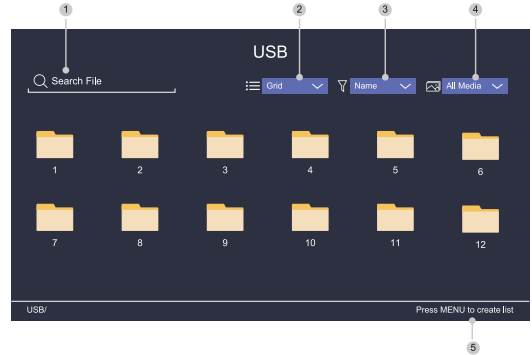 1 2 3 4
USB
Search File Grid Name All Media
1 2 3 4 5 6
7 8 9 10 11 12
USB/ Press MENU to create list
5